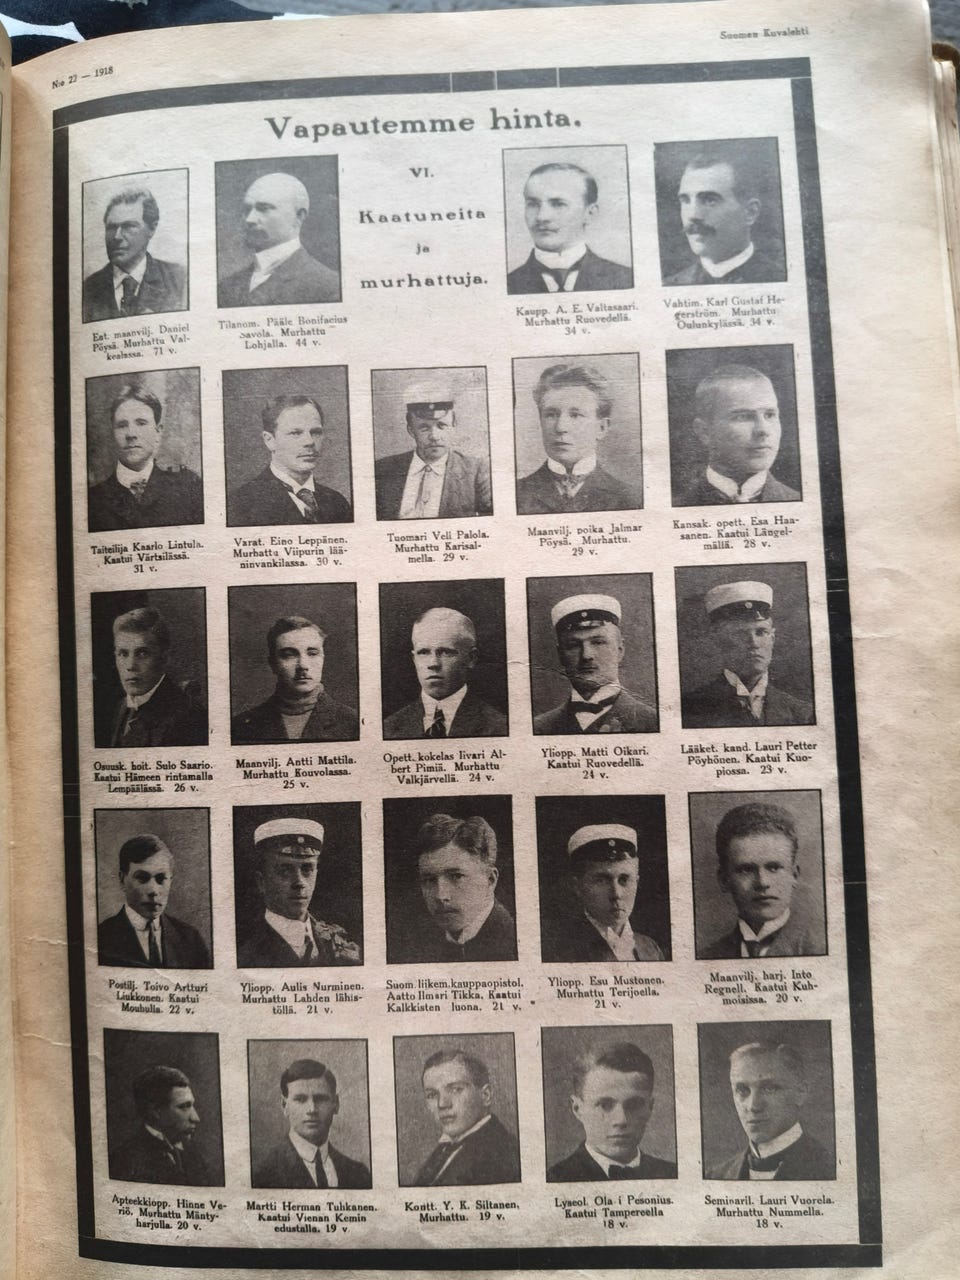 N:o 22 — 1918
Suomen Kuvalehti
Vapautemme hinta.
VI.
Kaatuneita
ja
murhattuja.
Ent. maanvilj. Daniel
Pöysä. Murhattu Val-
kealassa. 71 v.
Tilanom. Pääle Bonifacius
Savola. Murhattu
Lohjalla. 44 v.
Kaupp. A. E. Valtasaari.
Murhattu Ruovedellä.
34 v.
Vahtim. Karl Gustaf He-
gerström. Murhattu
Oulunkylässä. 34 v.
Taiteilija Kaarlo Lintula.
Kaatui Värtsilässä.
31 v.
Varat. Eino Leppänen.
Murhattu Viipurin lää-
ninvankilassa. 30 v.
Tuomari Veli Palola.
Murhattu Karisal-
mella. 29 v.
Maanvilj. poika Jalmar
Pöysä. Murhattu.
29 v.
Kansak. opett. Esa Haa-
sanen. Kaatui Längel-
mällä. 28 v.
Osuusk. hoit. Sulo Saario.
Kaatui Hämeen rintamalla
Lempäälässä. 26 v.
Maanvilj. Antti Mattila.
Murhattu Kouvolassa.
25 v.
Opett. kokelas Iivari Al-
bert Pimiä. Murhattu
Valkjärvellä. 24 v.
Yliopp. Matti Oikari.
Kaatui Ruovedellä.
24 v.
Lääket. kand. Lauri Petter
Pöyhönen. Kaatui Kuo-
piossa. 23 v.
Postilj. Toivo Artturi
Liukkonen. Kaatui
Mouhulla. 22 v.
Yliopp. Aulis Nurminen.
Murhattu Lahden lähis-
töllä. 21 v.
Suom. liikem. kauppaopistol.
Aatto Ilmari Tikka. Kaatui
Kalkkisten luona. 21 v.
Yliopp. Esu Mustonen.
Murhattu Terijoella.
21 v.
Maanvilj. harj. Into
Regnell. Kaatui Kuh-
moisissa. 20 v.
Apteekkiopp. Hinne Ve-
riö. Murhattu Mänty-
harjulla. 20 v.
Martti Herman Tuhkanen.
Kaatui Vienan Kemin
edustalla. 19 v
Kontt. Y. K. Siltanen.
Murhattu. 19 v.
Lyseol. Ola i Pesonius.
Kaatui Tampereella
18 v.
Seminaril. Lauri Vuorela.
Murhattu Nummella.
18 v.